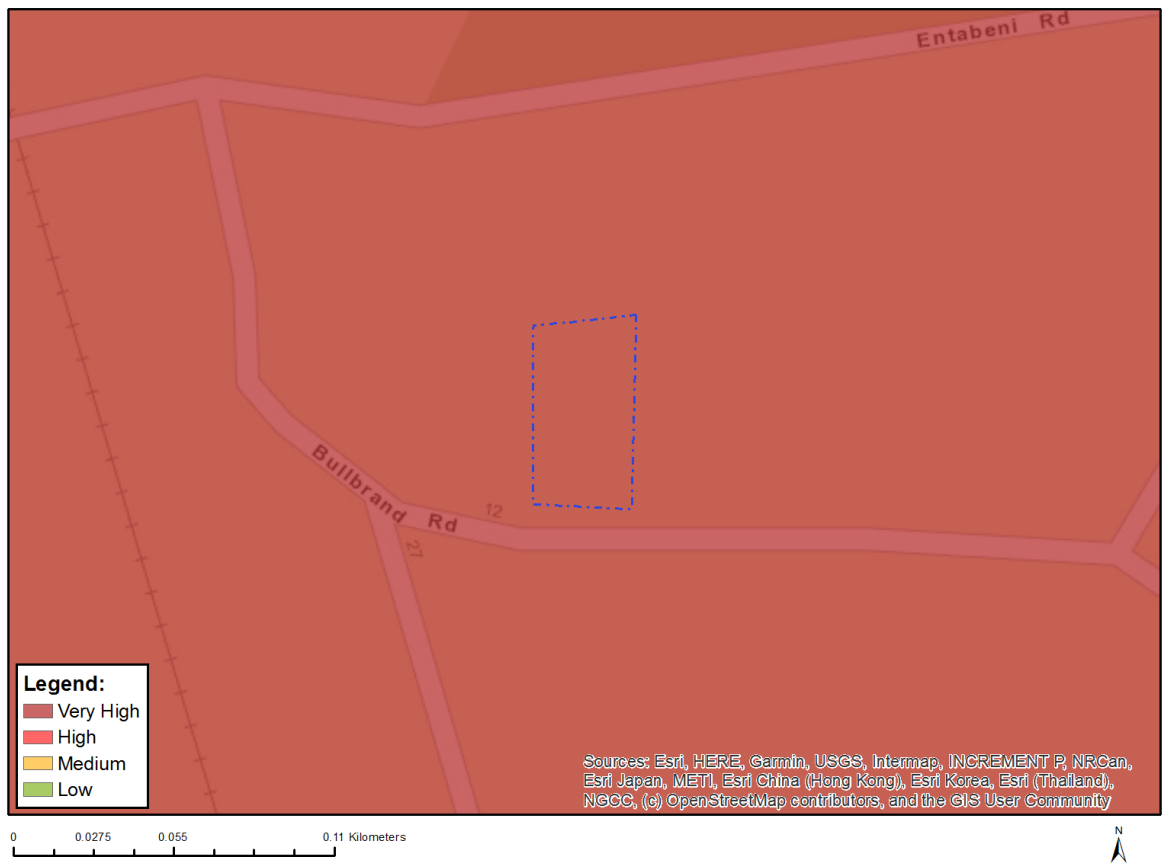 Entabeni Rd
Bullbrand Rd
12
27
Legend:
Very High
High
Medium
Low
Sources: Esri, HERE, Garmin, USGS, Intermap, INCREMENT P, NRCan,
Esri Japan, METI, Esri China (Hong Kong), Esri Korea, Esri (Thailand),
NGCC, (c) OpenStreetMap contributors, and the GIS User Community
0 0.0275 0.055 0.11 Kilometers
N